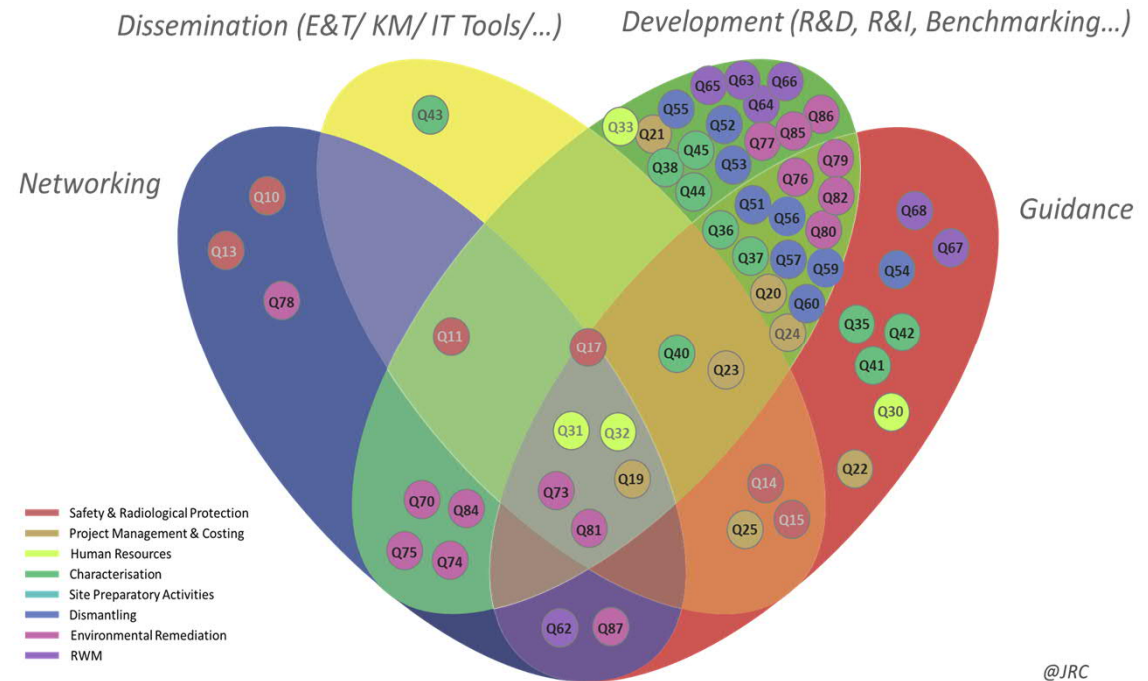 Dissemination (E&T/ KM/ IT Tools/...)
Development (R&D, R&I, Benchmarking...)
Networking
Guidance
Q43
Q65
Q63
Q66
Q55
Q64
Q33
Q21
Q52
Q86
Q85
Q77
Q45
Q38
Q53
Q79
Q44
Q76
Q82
Q10
Q51
Q56
Q68
Q36
Q80
Q13
Q67
Q37
Q57
Q59
Q54
Q78
Q20
Q60
Q11
Q17
Q24
Q35
Q42
Q40
Q23
Q41
Q30
Q31
Q32
Q22
Q19
Q14
Q73
Q70
Q84
Q15
Q81
Q25
Q75
Q74
Q62
Q87
Safety & Radiological Protection
Project Management & Costing
Human Resources
Characterisation
Site Preparatory Activities
Dismantling
Environmental Remediation
RWM
@JRC